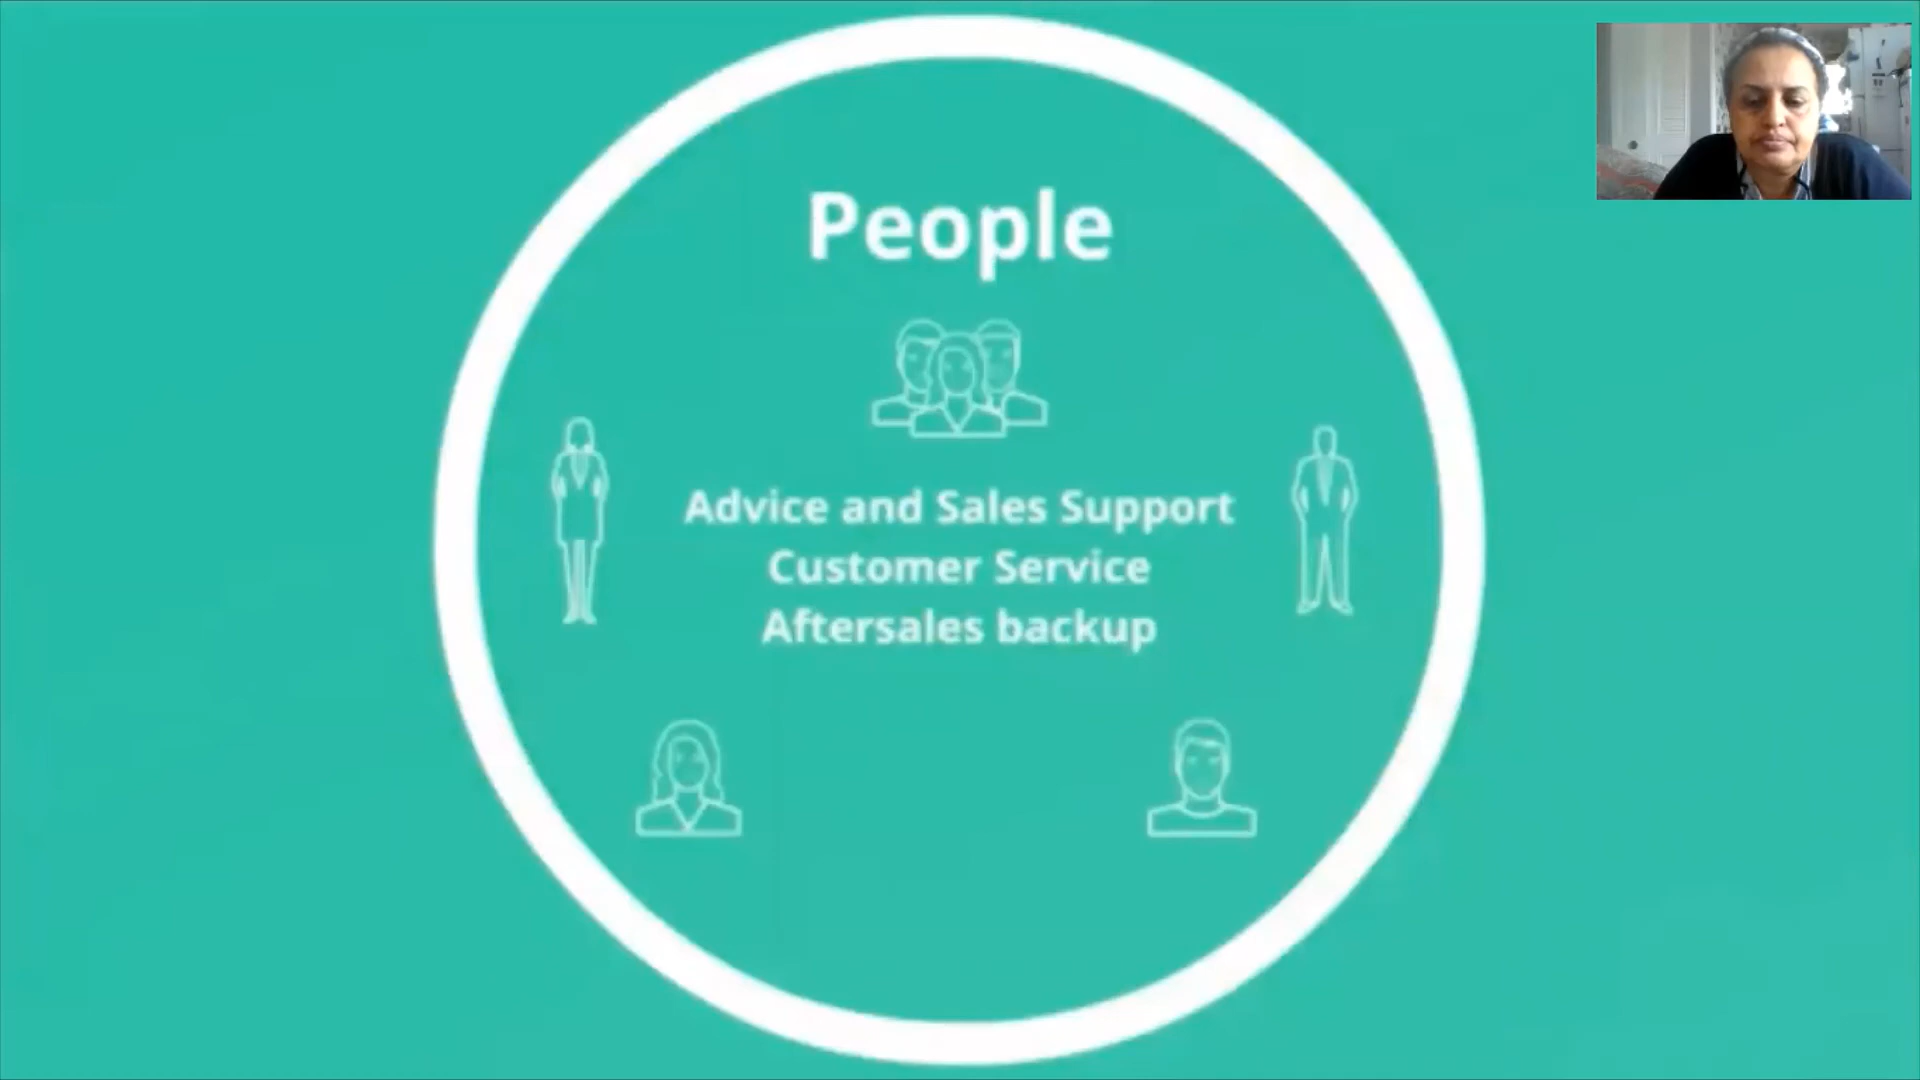 People
Advice and Sales Support
Customer Service
Aftersales backup